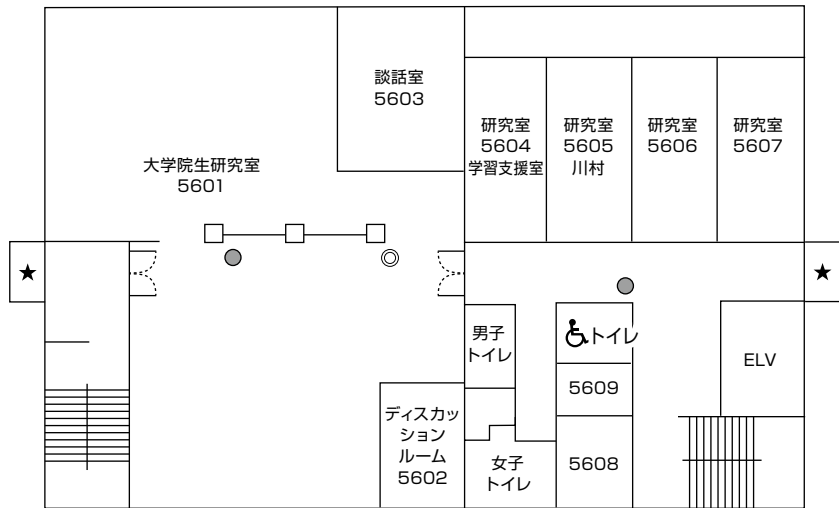 談話室
5603
研究室
5604
学習支援室
研究室
5605
川村
研究室
5606
研究室
5607
大学院生研究室
5601
★
★
男子
トイレ
トイレ
ELV
5609
ディスカッ
ション
ルーム
5602
女子
トイレ
5608